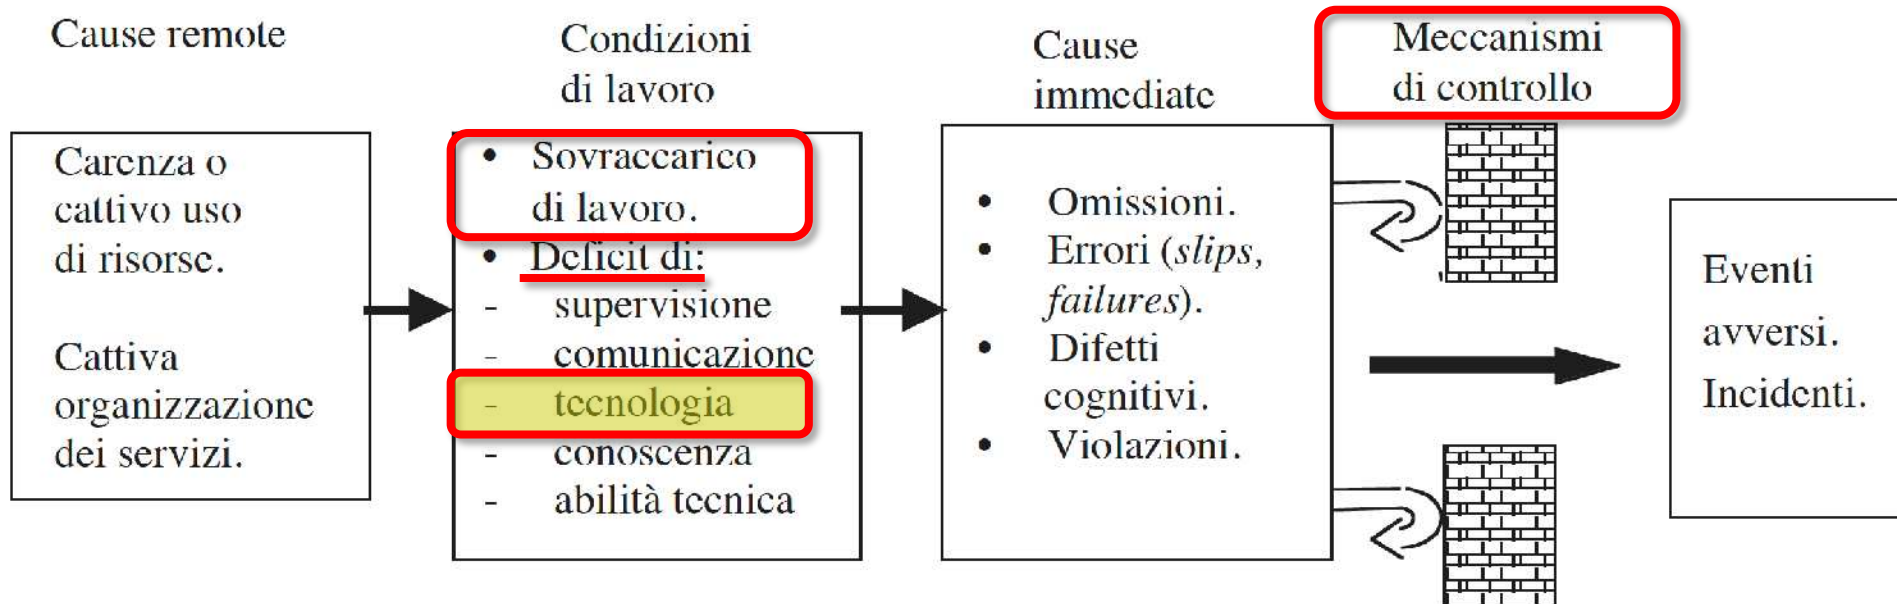 Cause remote
Condizioni
di lavoro
Cause
immediate
Meccanismi
di controllo
Carenza o
cattivo uso
di risorse.
Cattiva
organizzazione
dei servizi.
• Sovraccarico
di lavoro.
• Deficit di:
- supervisione
- comunicazione
- tecnologia
- conoscenza
- abilità tecnica
• Omissioni.
• Errori (slips,
failures).
• Difetti
cognitivi.
• Violazioni.
Eventi
avversi.
Incidenti.